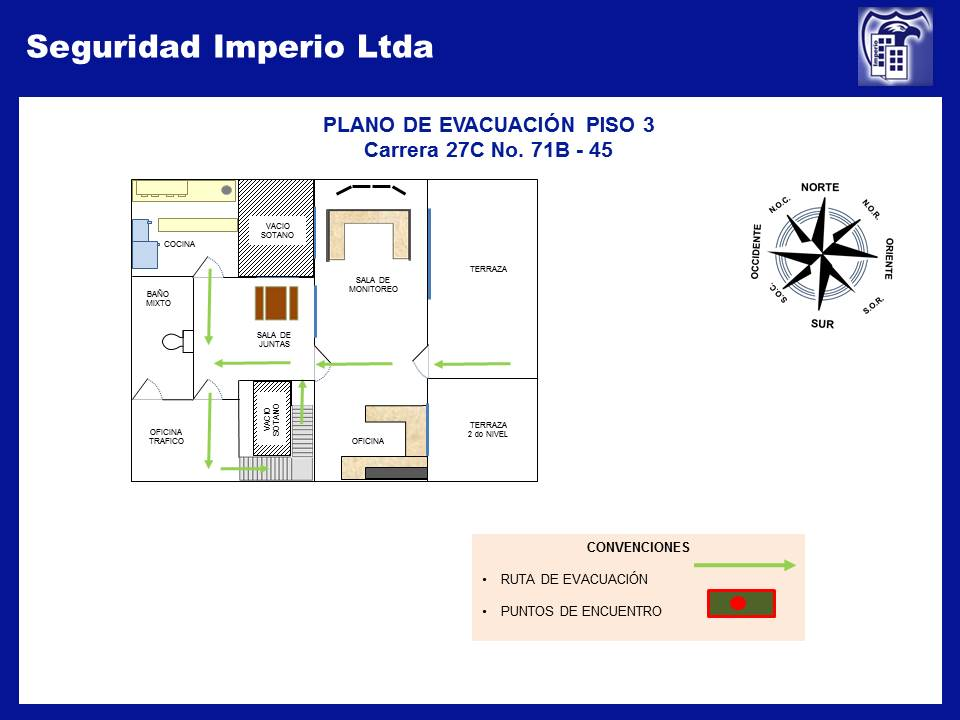 Seguridad Imperio Ltda
Imperio
PLANO DE EVACUACIÓN PISO 3
Carrera 27C No. 71B - 45
VACIO
SOTANO
COCINA
SALA DE
MONITOREO
TERRAZA
BAÑO
MIXTO
SALA DE
JUNTAS
VACIO
SOTANO
OFICINA
TRAFICO
OFICINA
TERRAZA
2 do NIVEL
NORTE
N.O.C.
N.O.R.
OCCIDENTE
ORIENTE
S.O.C.
S.O.R.
SUR
CONVENCIONES
• RUTA DE EVACUACIÓN
• PUNTOS DE ENCUENTRO